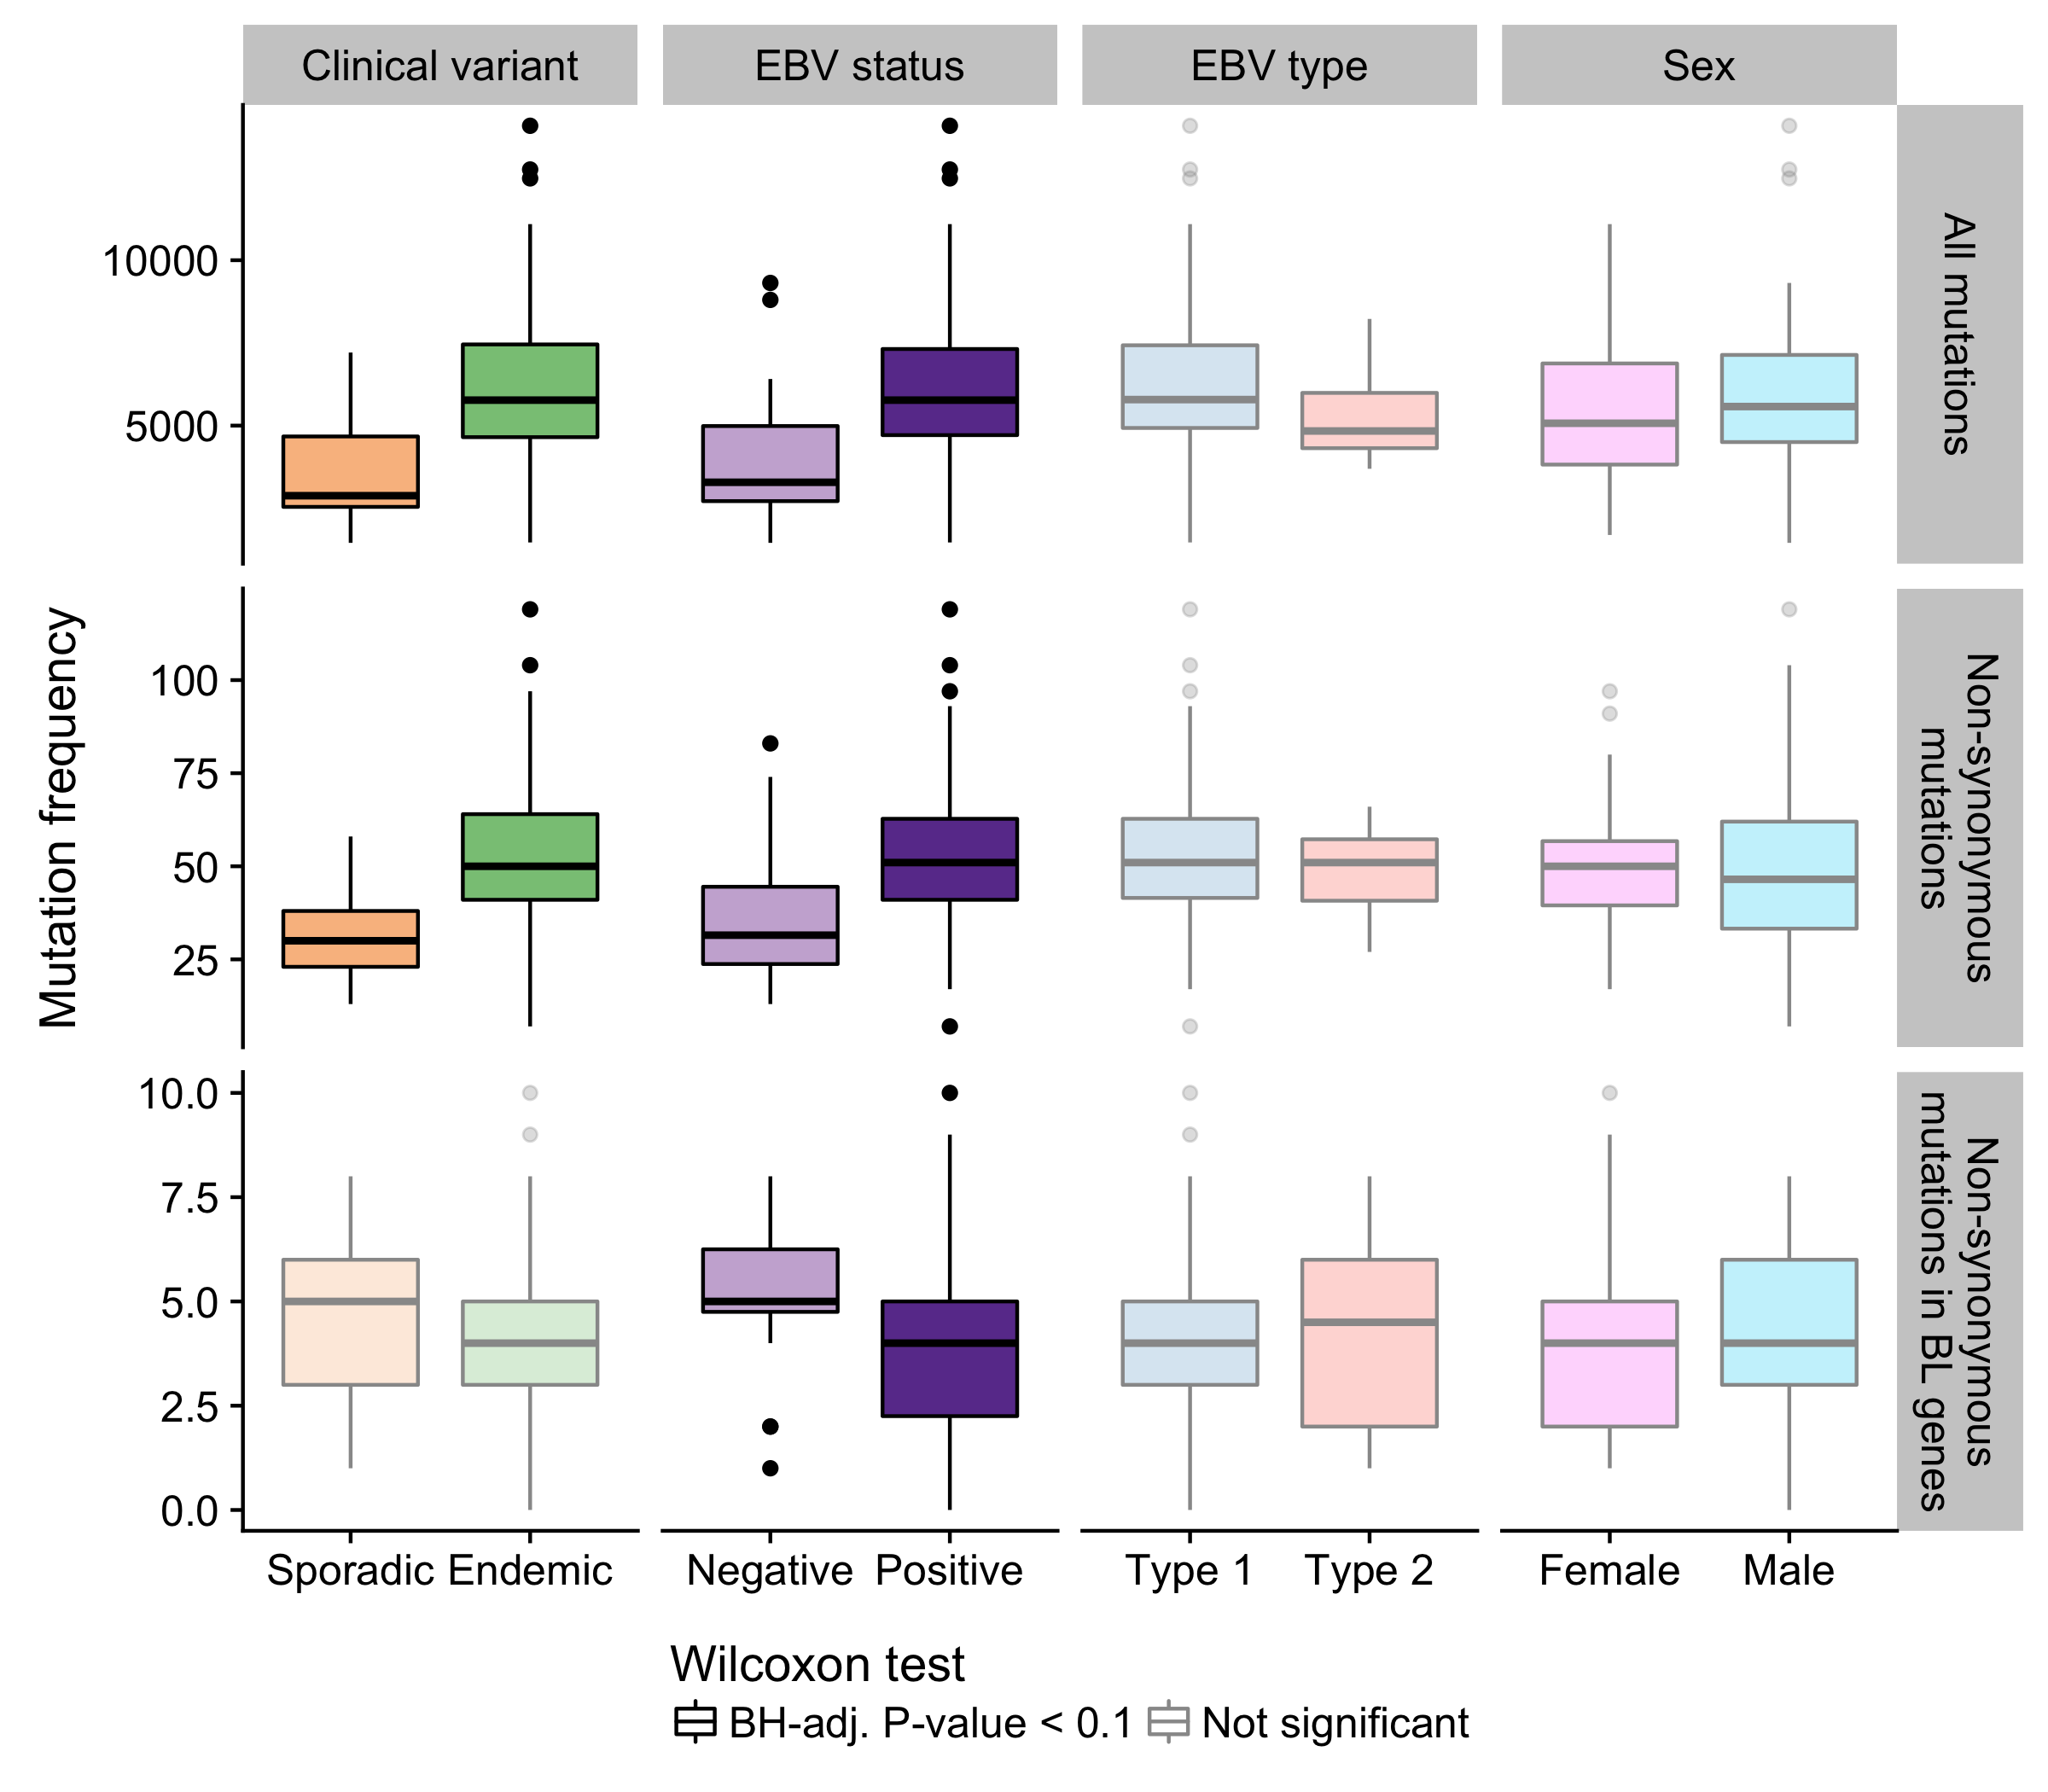 Clinical variant
EBV status
EBV type
Sex
Mutation frequency
10000
5000
All mutations
100
75
50
25
Non-synonymous
mutations
10.0
7.5
5.0
2.5
0.0
Non-synonymous
mutations in BL genes
Sporadic Endemic
Negative Positive
Type 1 Type 2
Female Male
Wilcoxon test
BH-adj. P-value < 0.1 Not significant